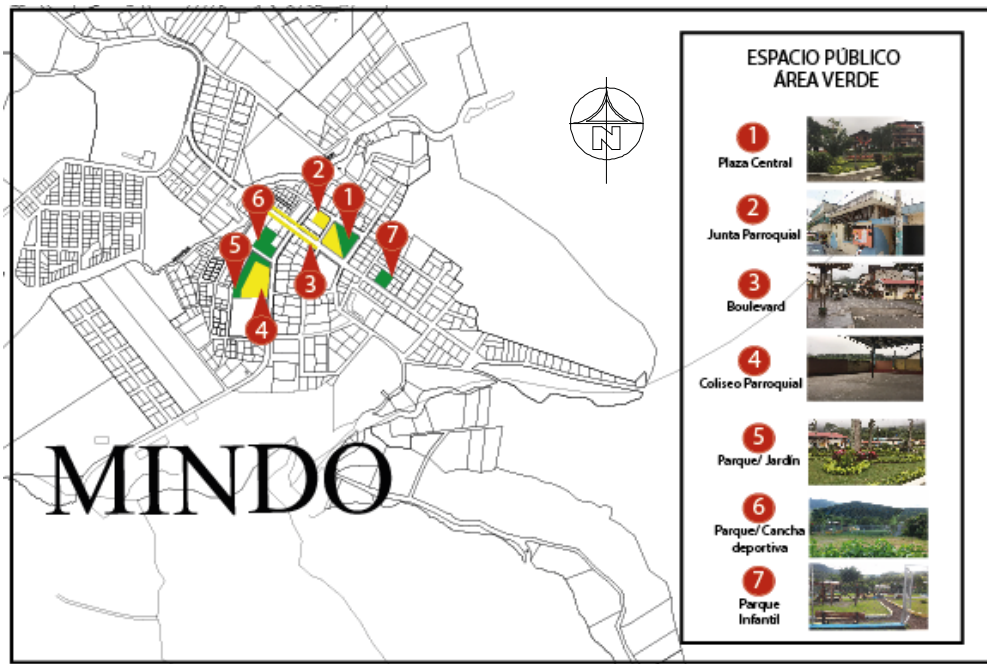 ESPACIO PÚBLICO
ÁREA VERDE
N
2
6
1
7
5
3
4
MINDO
1
Plaza Central
2
Junta Parroquial
3
Boulevard
4
Coliseo Parroquial
5
Parque/ Jardín
6
Parque/ Cancha
deportiva
7
Parque
Infantil